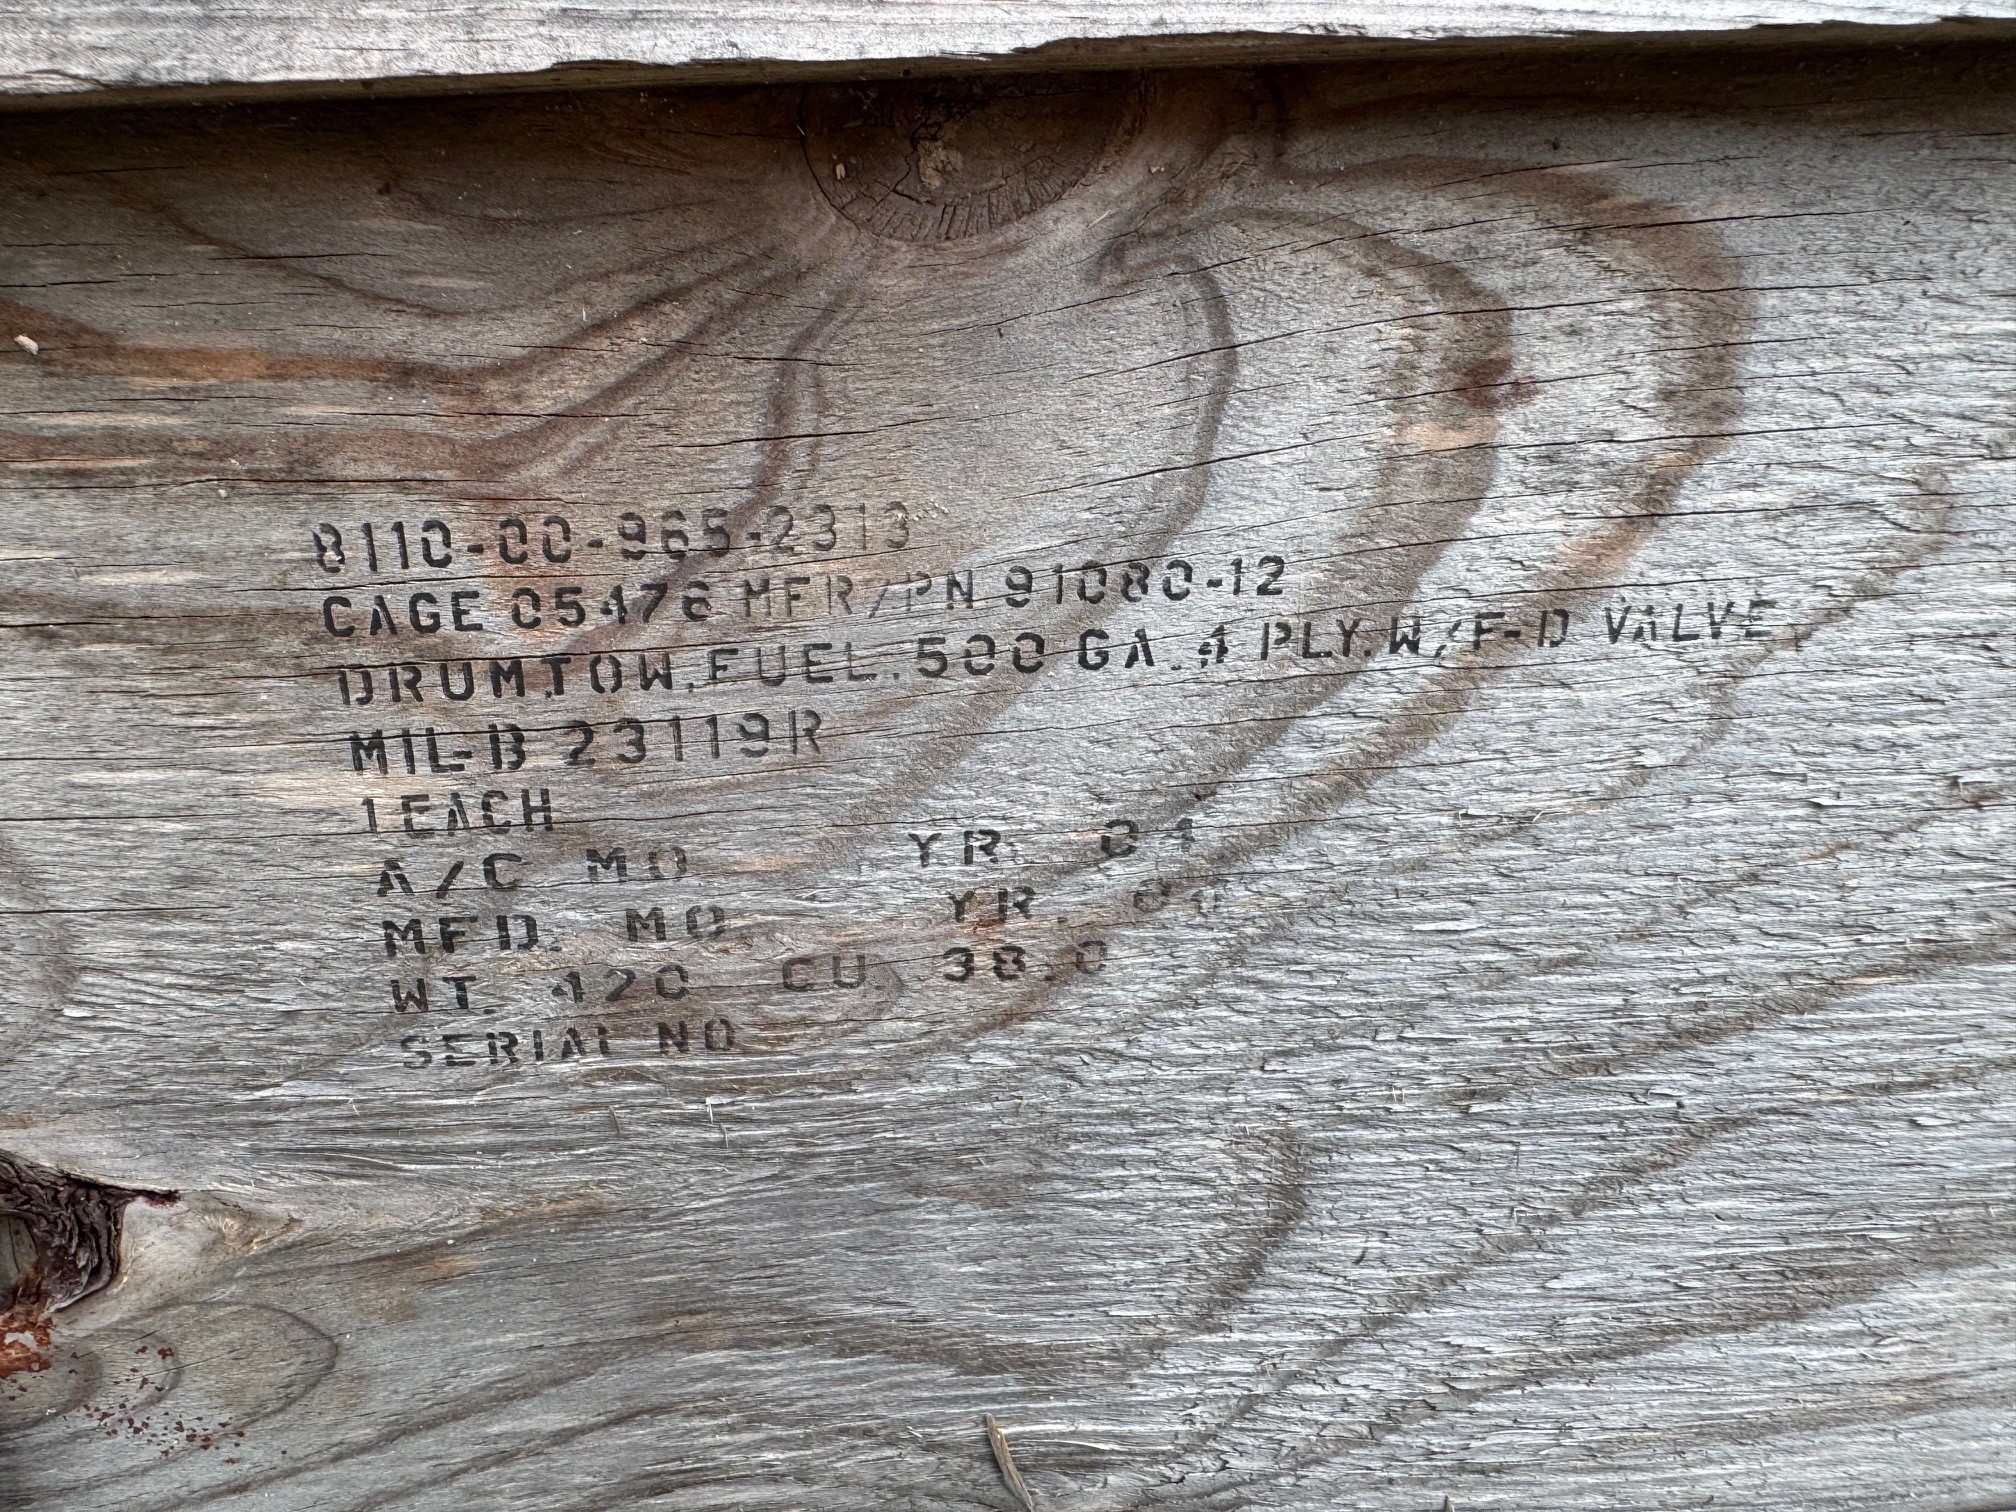 8110-00-965-2313
CAGE 05476 MFR/PN 91080-12
DRUM,TOW,FUEL, 500 GA, 4 PLY, W/F-D VALVE
MIL-B 23119R
1 EACH
A/C MO YR. 01
MFD. MO YR.
WT. 420 CU 38.0
SERIAL NO